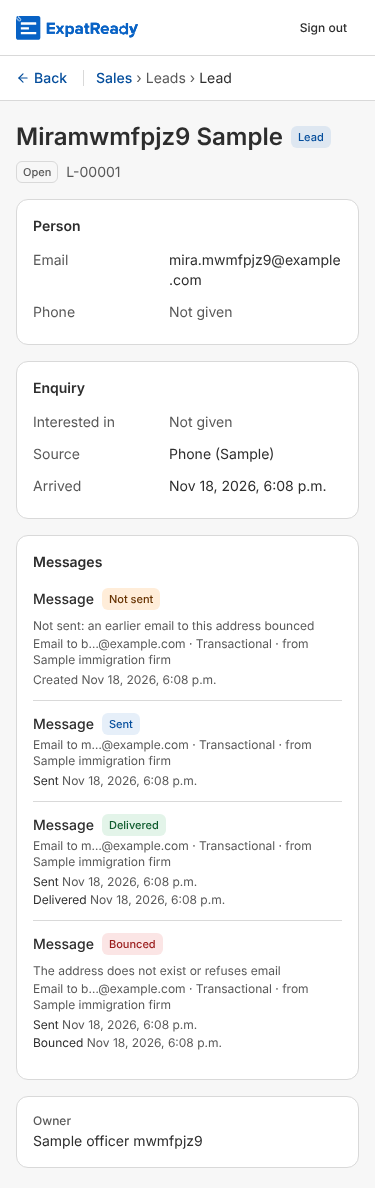 ExpatReady
Sign out
← Back
Sales › Leads › Lead
Miramwmfpjz9 Sample Lead
Open L-00001
Person
Email mira.mwmfpjz9@example
.com
Phone Not given
Enquiry
Interested in Not given
Source Phone (Sample)
Arrived Nov 18, 2026, 6:08 p.m.
Messages
Message Not sent
Not sent: an earlier email to this address bounced
Email to b...@example.com · Transactional · from
Sample immigration firm
Created Nov 18, 2026, 6:08 p.m.
Message Sent
Email to m...@example.com · Transactional · from
Sample immigration firm
Sent Nov 18, 2026, 6:08 p.m.
Message Delivered
Email to m...@example.com · Transactional · from
Sample immigration firm
Sent Nov 18, 2026, 6:08 p.m.
Delivered Nov 18, 2026, 6:08 p.m.
Message Bounced
The address does not exist or refuses email
Email to b...@example.com · Transactional · from
Sample immigration firm
Sent Nov 18, 2026, 6:08 p.m.
Bounced Nov 18, 2026, 6:08 p.m.
Owner
Sample officer mwmfpjz9